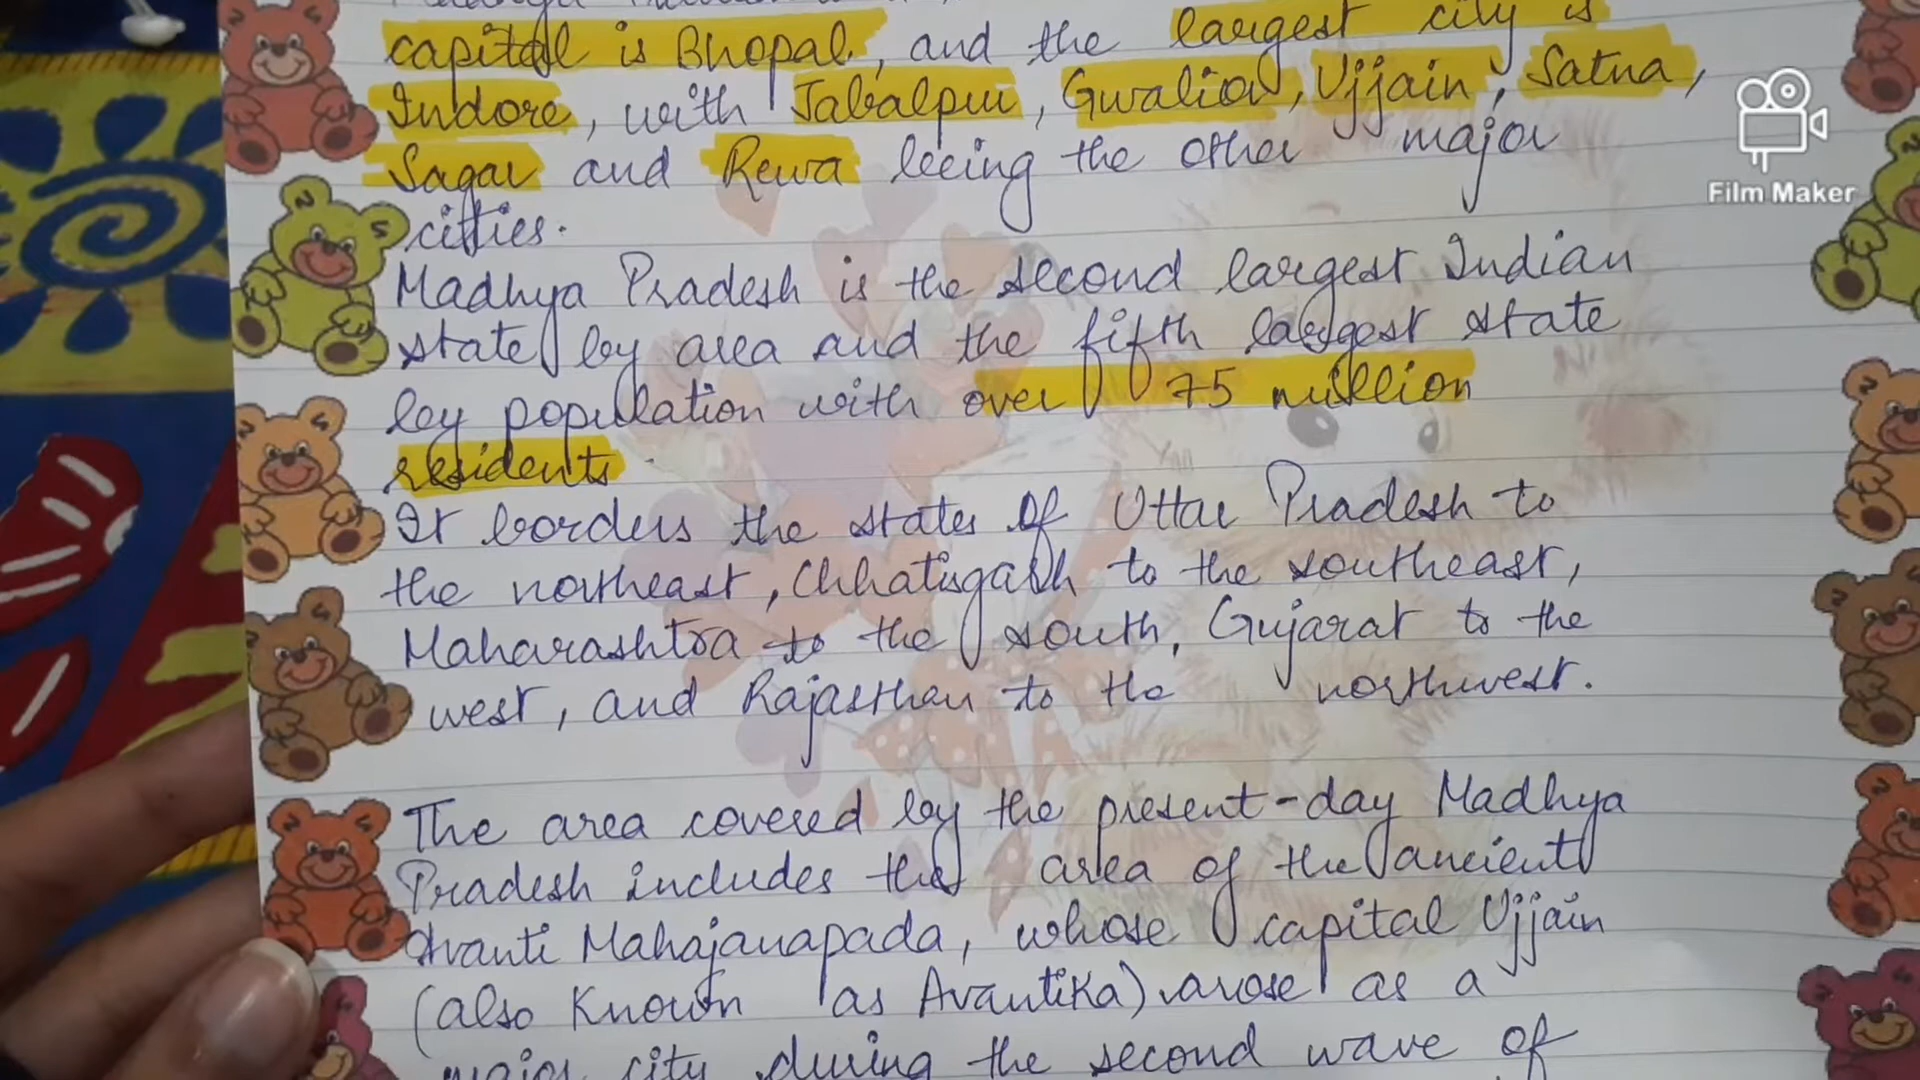 capital is Bhopal, and the largest city is
Indore, with Jabalpur, Gwalior, Ujjain, Satna,
Sagar and Rewa being the other major
cities.
Madhya Pradesh is the second largest Indian
state by area and the fifth largest state
by population with over 75 million
residents.
It borders the states of Uttar Pradesh to
the northeast, Chhatisgarh to the southeast,
Maharashtra to the south, Gujarat to the
west, and Rajasthan to the northwest.
The area covered by the present-day Madhya
Pradesh includes the area of the ancient
Avanti Mahajanapada, whose capital Ujjain
(also known as Avantika) arose as a
major city during the second wave of
Film Maker